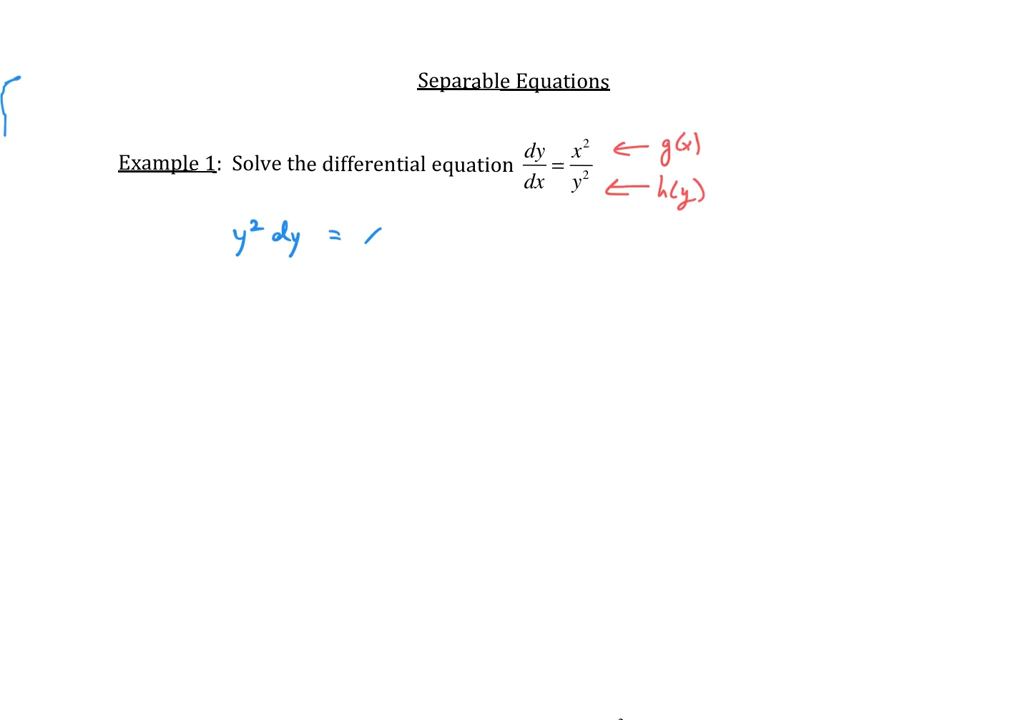 Separable Equations
Example 1: Solve the differential equation dy/dx = x²/y² ← g(x) ← h(y)
y² dy =